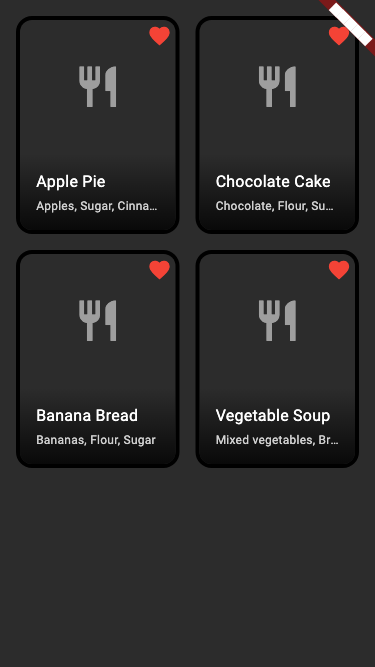 Apple Pie
Apples, Sugar, Cinna...
Chocolate Cake
Chocolate, Flour, Su...
Banana Bread
Bananas, Flour, Sugar
Vegetable Soup
Mixed vegetables, Br...